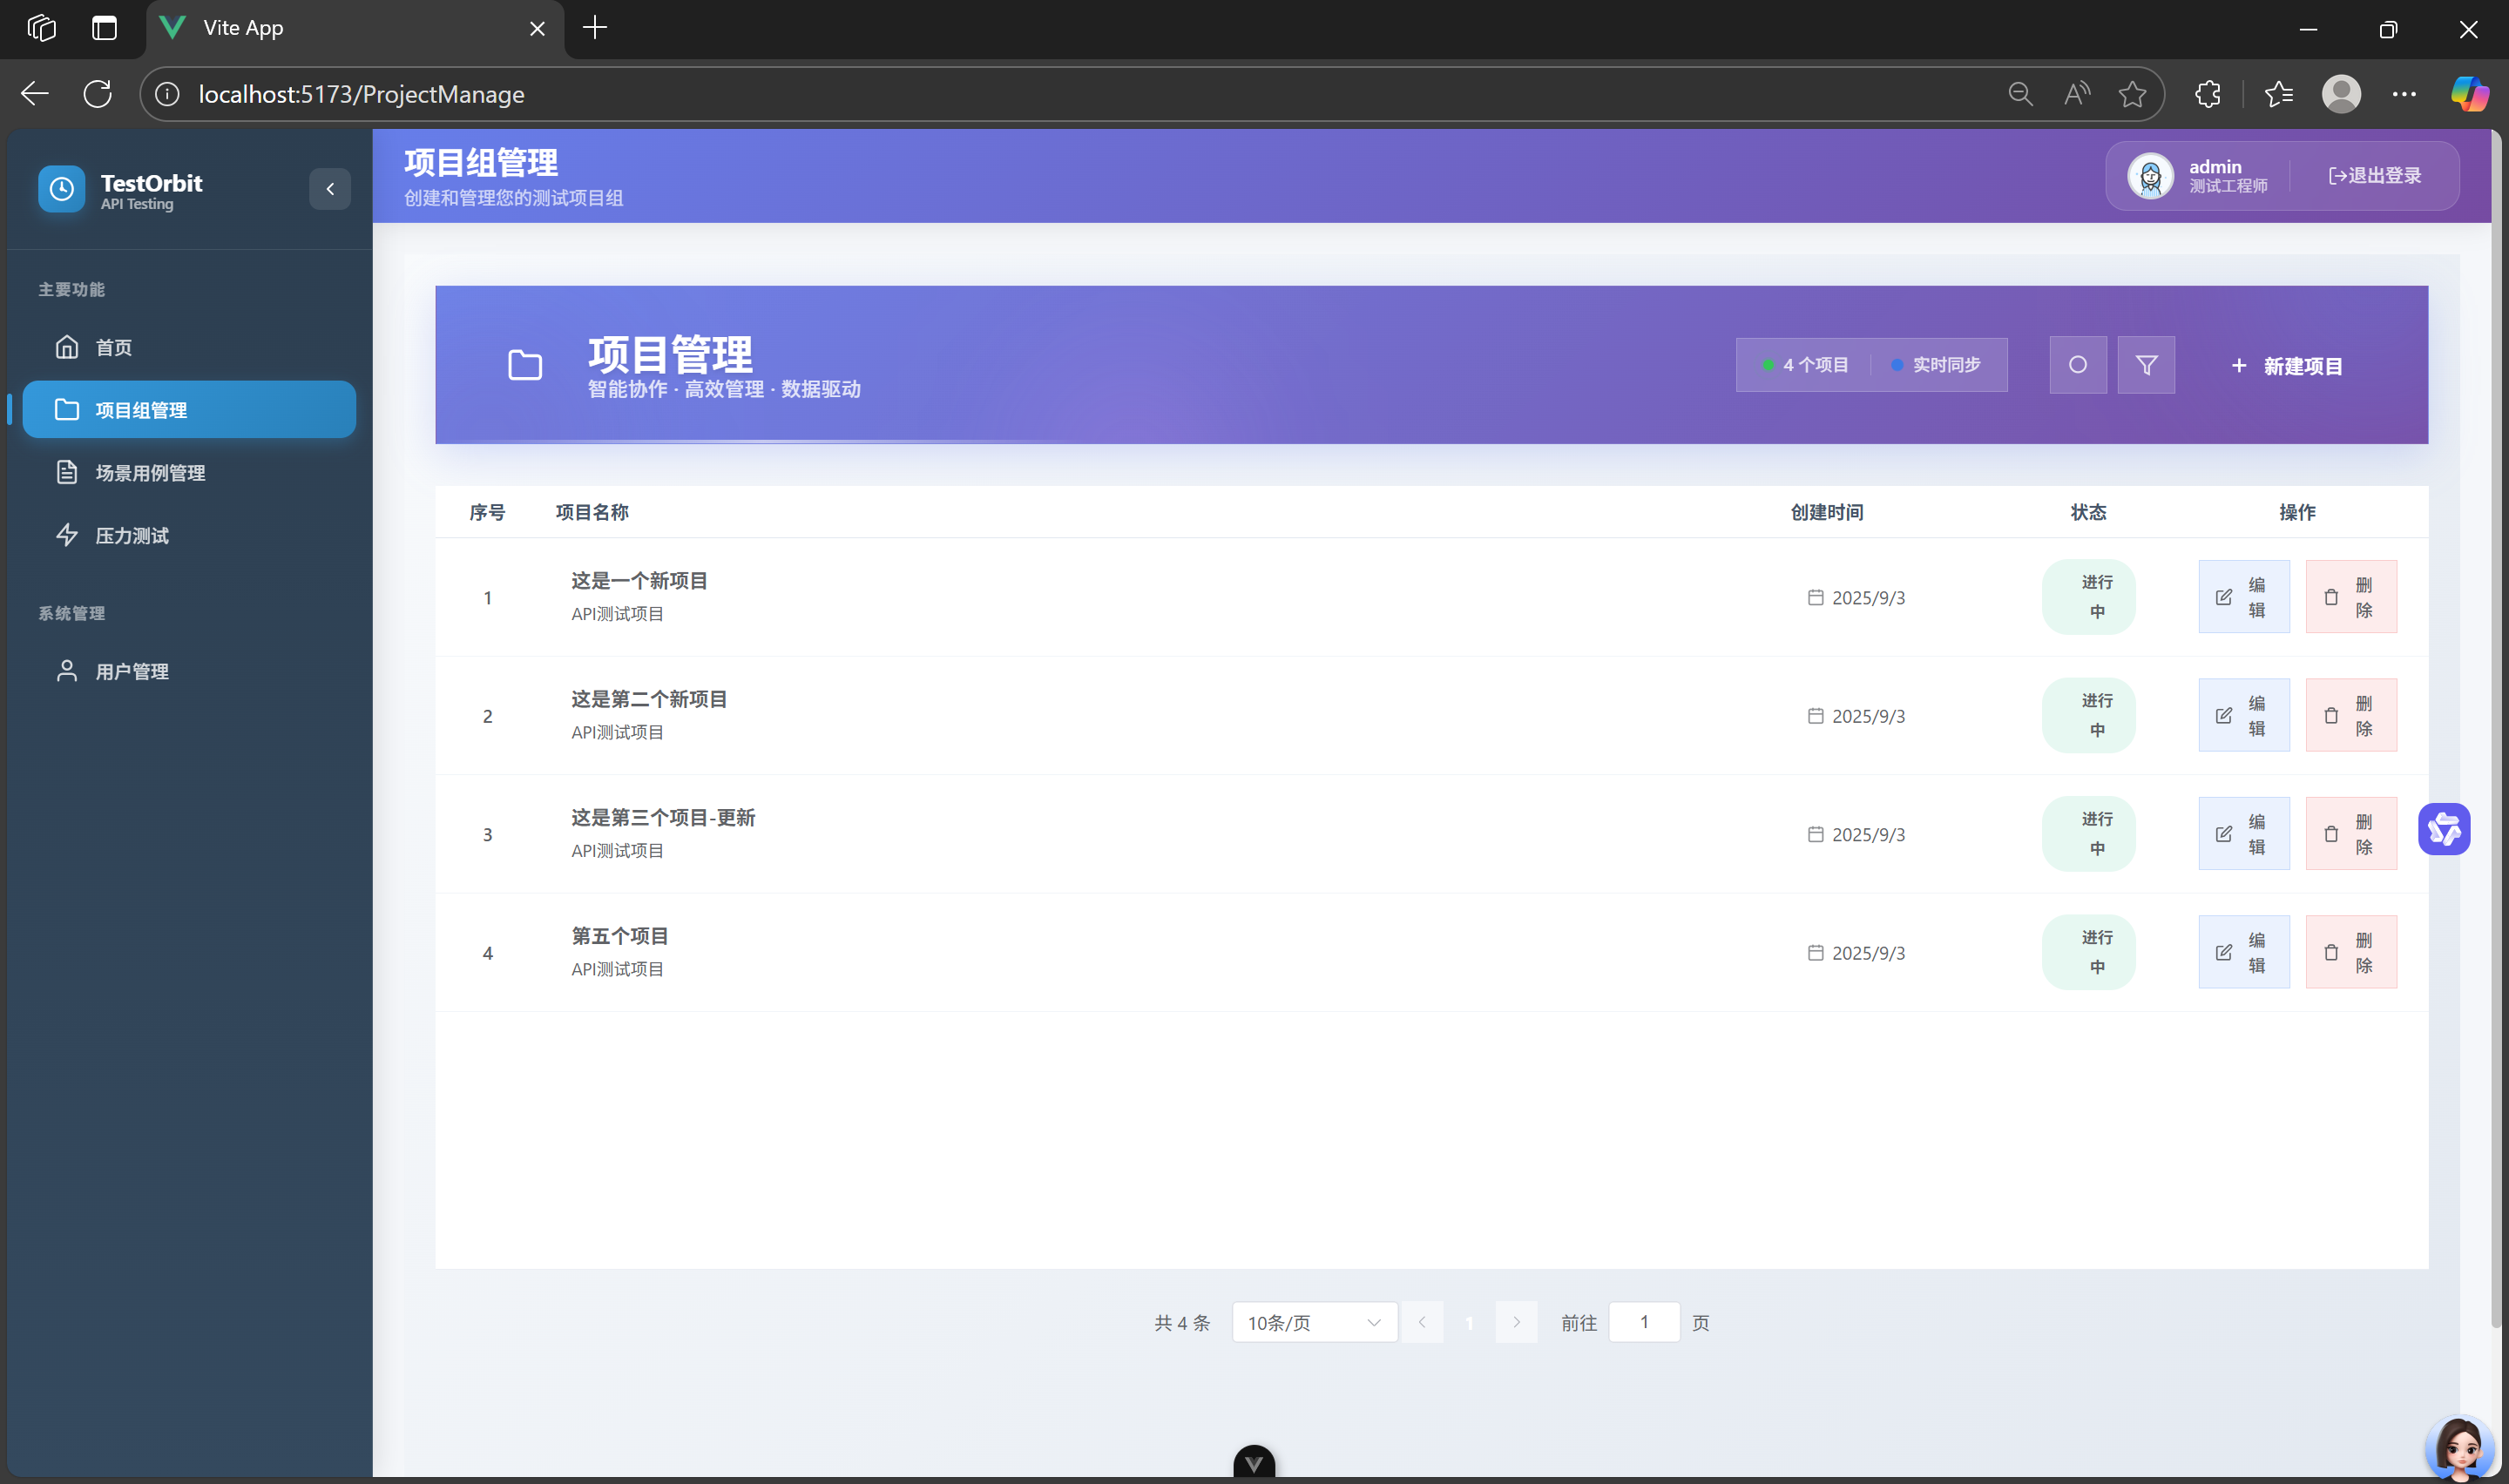 Vite App
localhost:5173/ProjectManage
TestOrbit
API Testing
主要功能
首页
项目组管理
场景用例管理
压力测试
系统管理
用户管理
项目组管理
创建和管理您的测试项目组
admin
测试工程师
退出登录
项目管理
智能协作 · 高效管理 · 数据驱动
4 个项目
实时同步
新建项目
序号 项目名称 创建时间 状态 操作
1
这是一个新项目
API测试项目
2025/9/3
进行
中
编
辑
删
除
2
这是第二个新项目
API测试项目
2025/9/3
进行
中
编
辑
删
除
3
这是第三个项目-更新
API测试项目
2025/9/3
进行
中
编
辑
删
除
4
第五个项目
API测试项目
2025/9/3
进行
中
编
辑
删
除
共 4 条 10条/页 1 前往 1 页